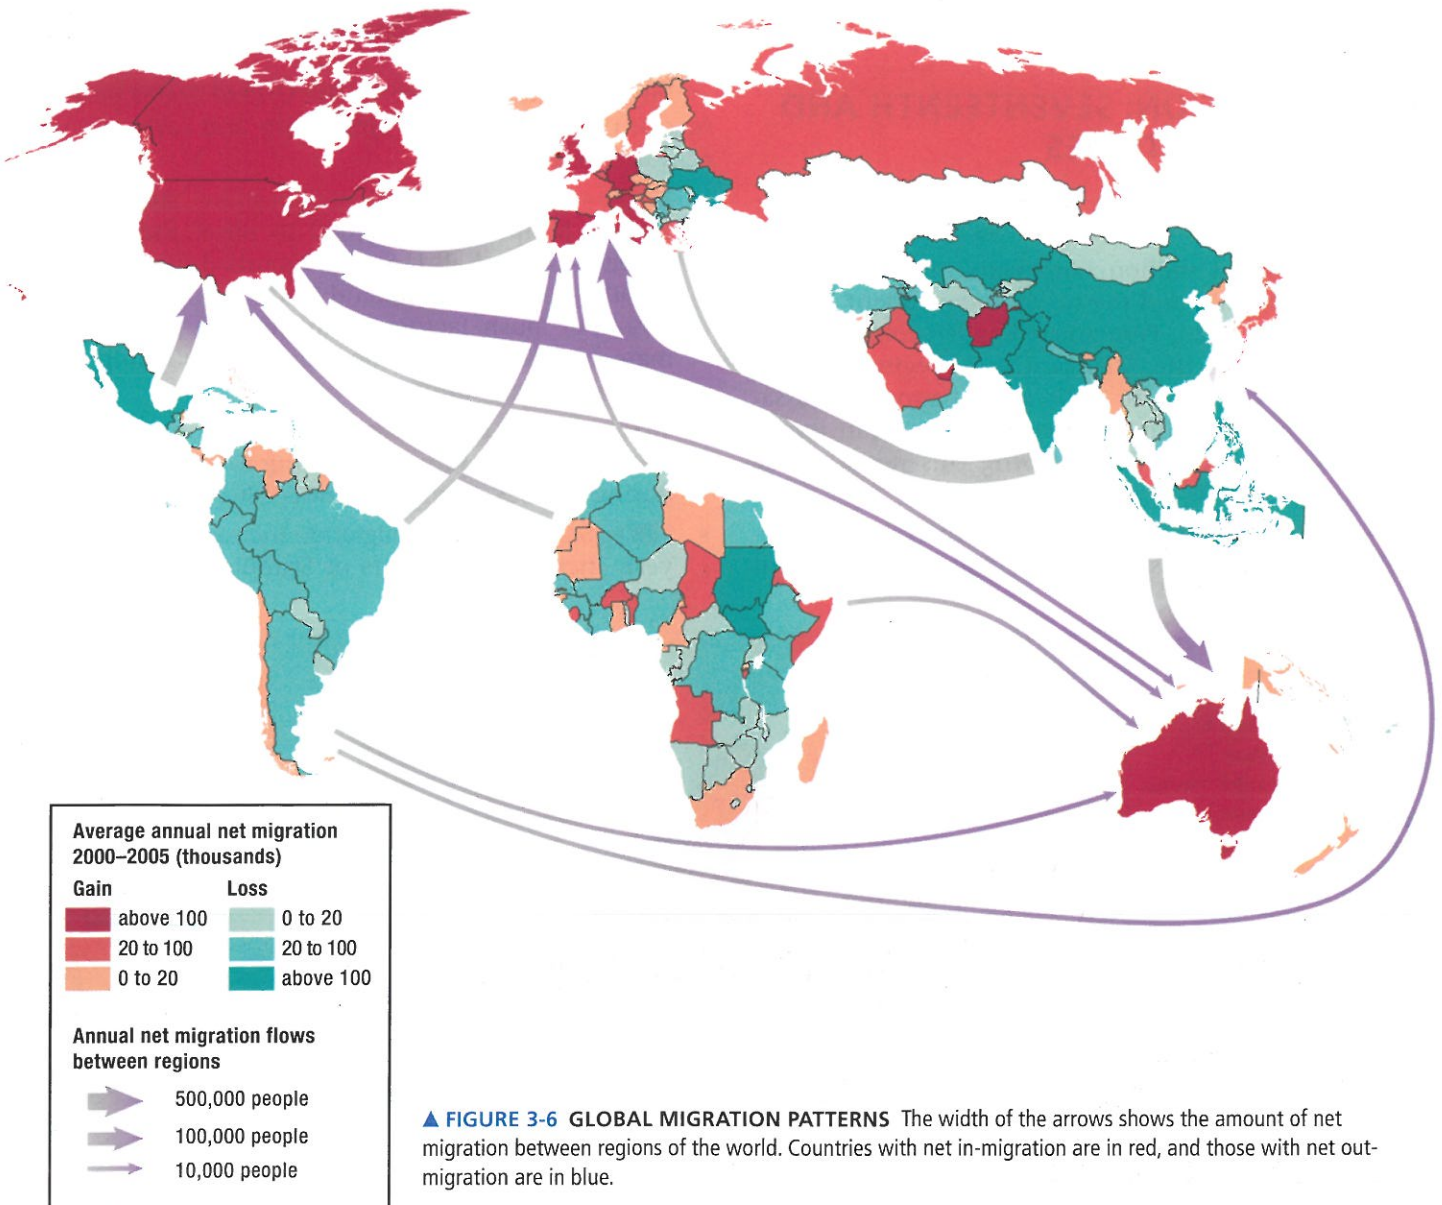 Average annual net migration
2000–2005 (thousands)
Gain Loss
above 100 0 to 20
20 to 100 20 to 100
0 to 20 above 100
Annual net migration flows
between regions
500,000 people
100,000 people
10,000 people
▲ FIGURE 3-6 GLOBAL MIGRATION PATTERNS The width of the arrows shows the amount of net
migration between regions of the world. Countries with net in-migration are in red, and those with net out-
migration are in blue.